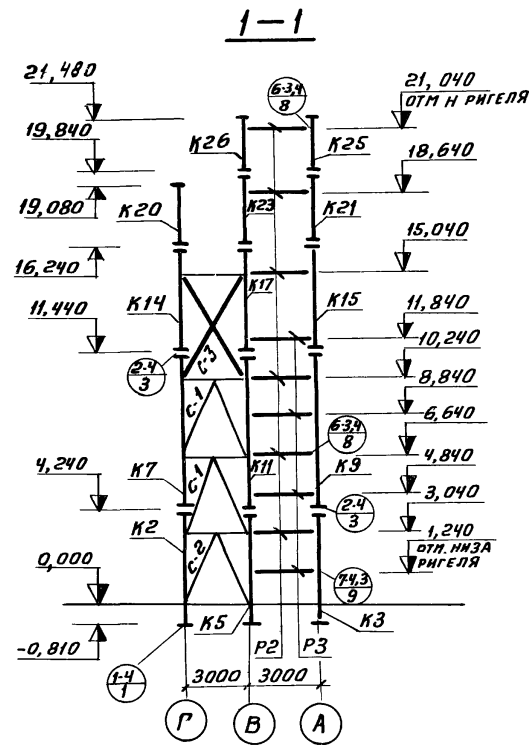 1-1
21,480
19,840
19,080
16,240
11,440
4,240
0,000
-0,810
6-3,4
8
21,040
ОТМ Н РИГЕЛЯ
18,640
15,040
11,840
10,240
8,840
6,640
4,840
3,040
1,240
ОТМ. НИЗА
РИГЕЛЯ
К26
К25
К23
К21
К20
К17
К14
К15
С-3
2-4
3
С-1
6-3,4
8
К7
С-1
К11
К9
2-4
3
К2
С-2
7-4,3
9
К5
К3
Р2
Р3
1-4
1
3000
3000
Г
В
А